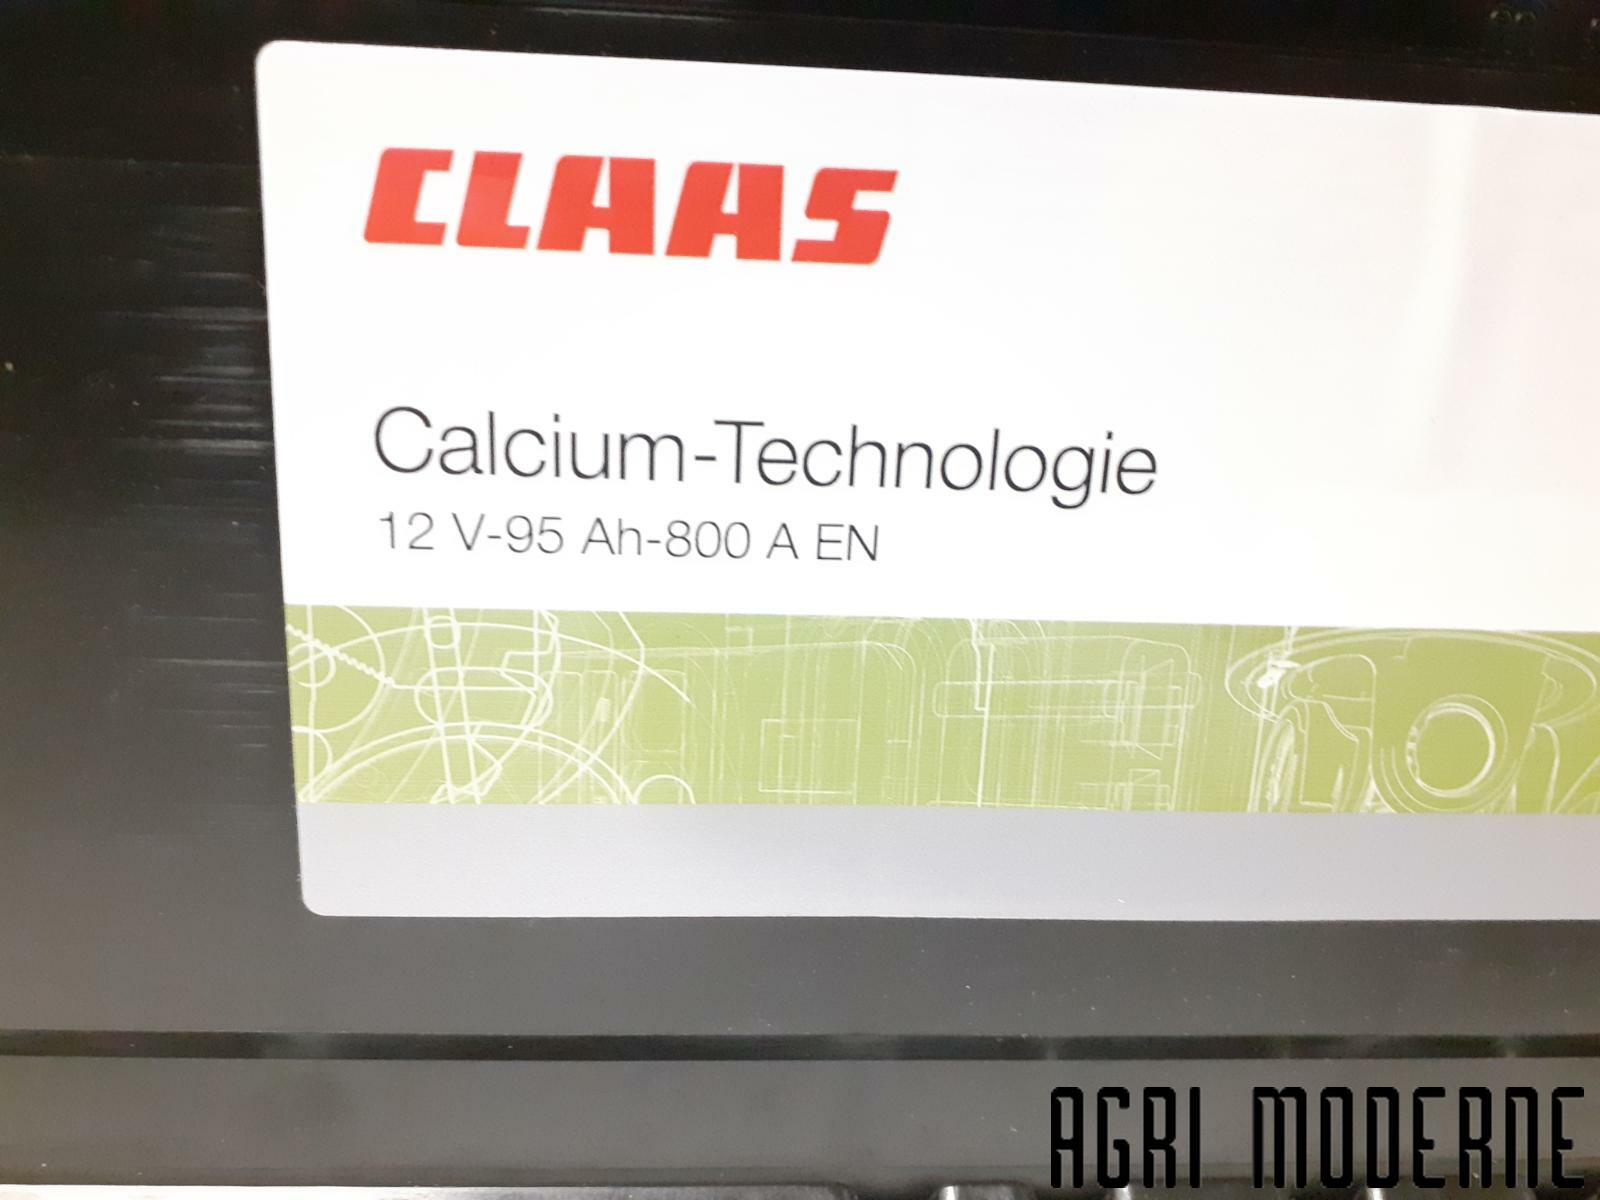 CLAAS
Calcium-Technologie
12 V-95 Ah-800 A EN
AGRI MODERNE